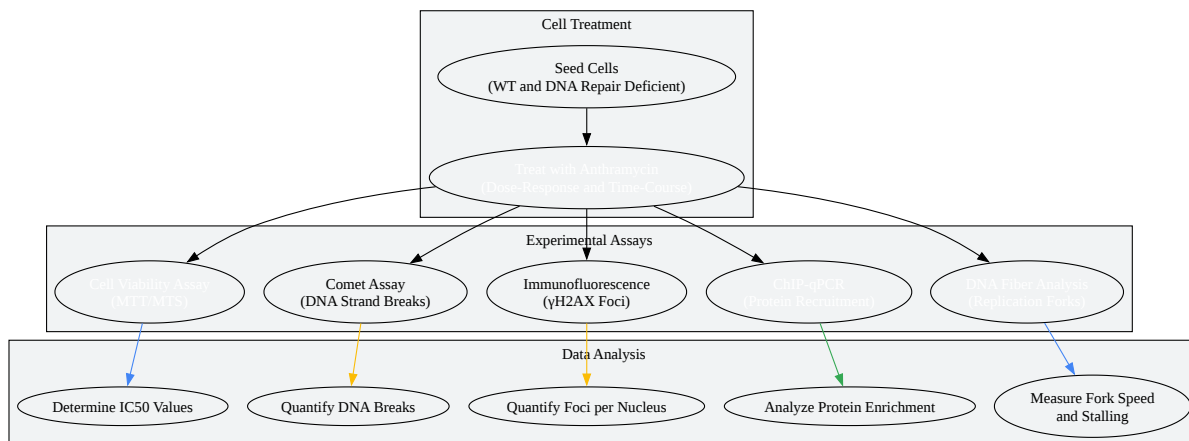 Cell Treatment
Seed Cells
(WT and DNA Repair Deficient)
Treat with Anthramycin
(Dose-Response and Time-Course)
Experimental Assays
Cell Viability Assay
(MTT/MTS)
Comet Assay
(DNA Strand Breaks)
Immunofluorescence
(γH2AX Foci)
ChIP-qPCR
(Protein Recruitment)
DNA Fiber Analysis
(Replication Forks)
Data Analysis
Determine IC50 Values
Quantify DNA Breaks
Quantify Foci per Nucleus
Analyze Protein Enrichment
Measure Fork Speed
and Stalling